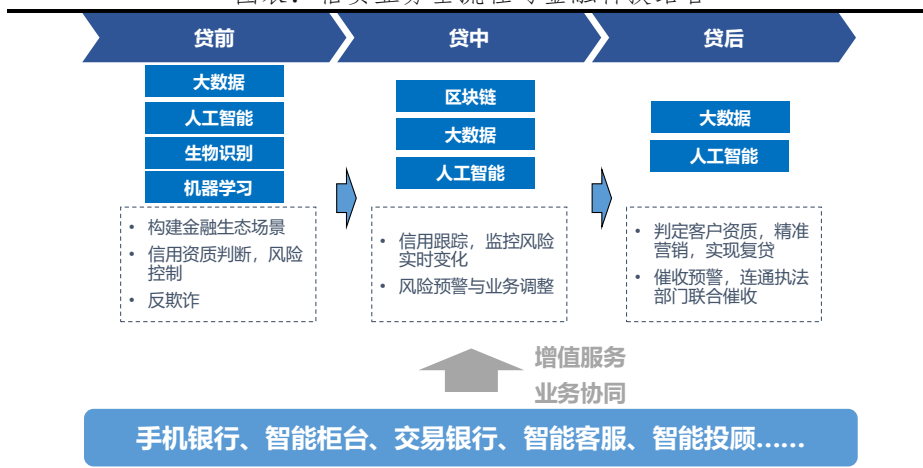 贷前
贷中
贷后
大数据
人工智能
生物识别
机器学习
• 构建金融生态场景
• 信用资质判断，风险
控制
• 反欺诈
区块链
大数据
人工智能
• 信用跟踪，监控风险
实时变化
• 风险预警与业务调整
大数据
人工智能
• 判定客户资质，精准
营销，实现复贷
• 催收预警，连通执法
部门联合催收
增值服务
业务协同
手机银行、智能柜台、交易银行、智能客服、智能投顾......